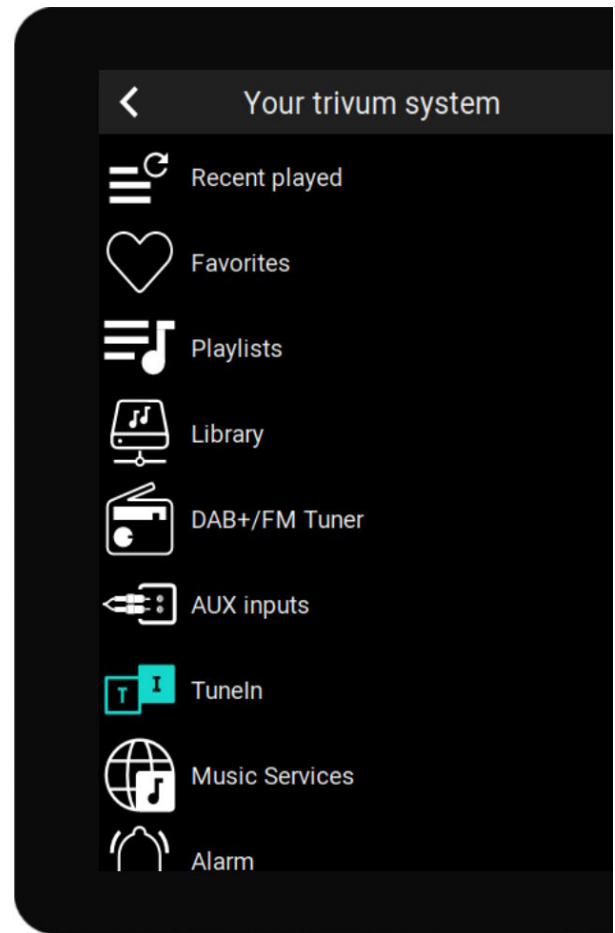 Your trivum system
Recent played
Favorites
Playlists
Library
DAB+/FM Tuner
AUX inputs
T I TuneIn
Music Services
Alarm